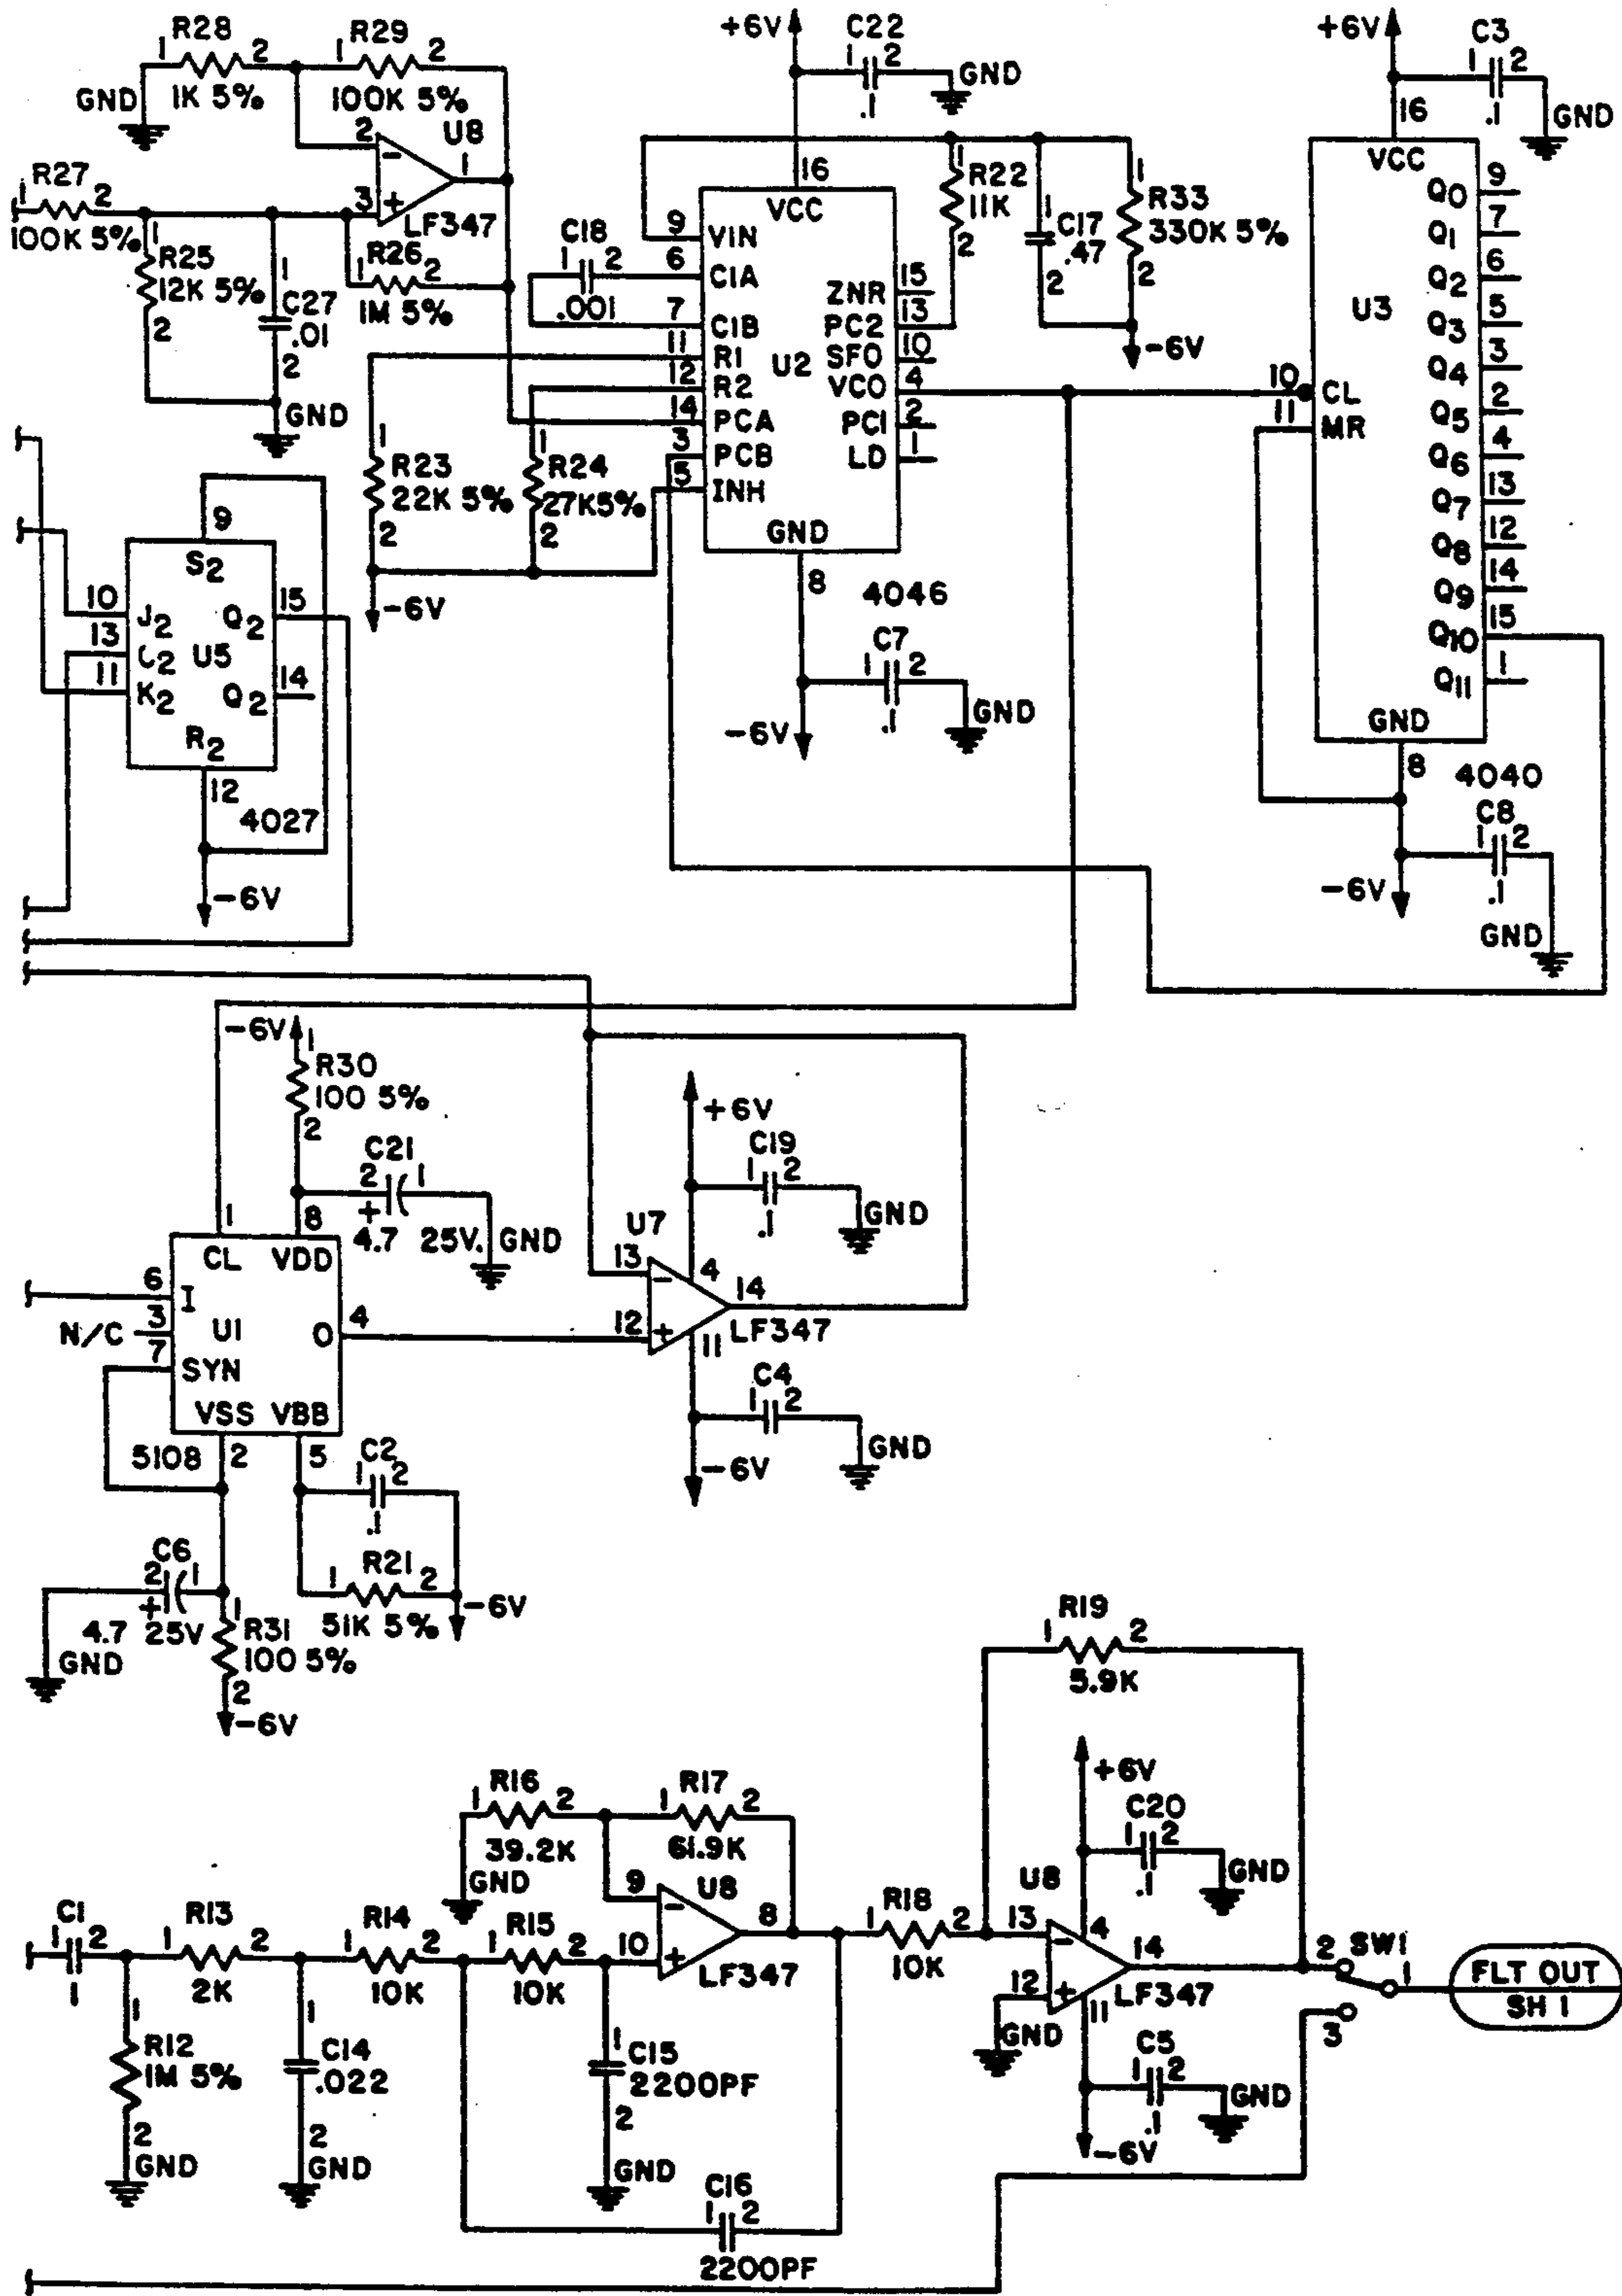 R28
1 2
1K 5%
GND
R29
1 2
100K 5%
U8
2
-
1
3
+
LF347
R27
1 2
100K 5%
1
R25
12K 5%
2
1
C27
.01
2
GND
R26
1 2
1M 5%
+6V
C22
1 2
.1
GND
16
VCC
9 VIN
6 C1A
7 C1B
11 R1
12 R2
14 PCA
3 PCB
5 INH
U2
ZNR 15
PC2 13
SFO 10
VCO 4
PC1 2
LD 1
GND
8
4046
C18
1 2
.001
1
R22
11K
2
1
C17
.47
2
1
R33
330K 5%
2
-6V
1
R23
22K 5%
2
-6V
1
R24
27K5%
2
C7
1 2
.1
GND
-6V
+6V
C3
1 2
.1
GND
16
VCC
U3
10 CL
11 MR
Q0 9
Q1 7
Q2 6
Q3 5
Q4 3
Q5 2
Q6 4
Q7 13
Q8 12
Q9 14
Q10 15
Q11 1
GND
8
4040
C8
1 2
.1
-6V
GND
9
S2
10 J2
13 C2
11 K2
U5
Q2 15
Q2 14
R2
12
4027
-6V
-6V
1
R30
100 5%
2
C21
2 1
+
4.7 25V.
GND
1 8
CL VDD
6 I
N/C 3
7 SYN
U1
O 4
VSS VBB
5108
2 5
C2
1 2
.1
R21
1 2
51K 5%
-6V
C6
2 1
+
4.7 25V
GND
1
R31
100 5%
2
-6V
+6V
C19
1 2
.1
GND
U7
13 -
4
14
12 +
11
LF347
C4
1 2
.1
GND
-6V
R19
1 2
5.9K
R16
1 2
39.2K
GND
R17
1 2
61.9K
U8
9 -
8
10 +
LF347
C1
1 2
1
R13
1 2
2K
R14
1 2
10K
R15
1 2
10K
1
R12
1M 5%
2
GND
1
C14
.022
2
GND
1
C15
2200PF
2
GND
C16
1 2
2200PF
R18
1 2
10K
+6V
C20
1 2
.1
GND
U8
13 -
4
14
12 +
11
LF347
GND
C5
1 2
.1
GND
-6V
2 SW1
1
3
FLT OUT
SH 1